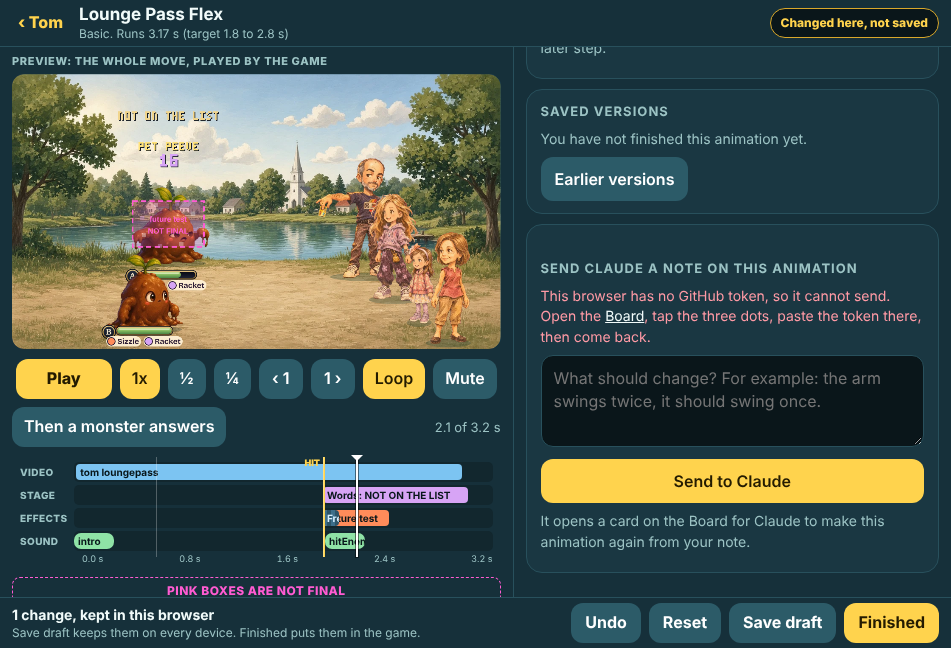 ‹ Tom
Lounge Pass Flex
Basic. Runs 3.17 s (target 1.8 to 2.8 s)
Changed here, not saved
PREVIEW: THE WHOLE MOVE, PLAYED BY THE GAME
NOT ON THE LIST
PET PEEVE
16
future test
NOT FINAL
A
Racket
B
Sizzle
Racket
Play
1x
½
¼
‹ 1
1 ›
Loop
Mute
Then a monster answers
2.1 of 3.2 s
HIT
VIDEO
tom loungepass
STAGE
Words: NOT ON THE LIST
EFFECTS
test
SOUND
intro
0.0 s
0.8 s
1.6 s
2.4 s
3.2 s
PINK BOXES ARE NOT FINAL
later step.
SAVED VERSIONS
You have not finished this animation yet.
Earlier versions
SEND CLAUDE A NOTE ON THIS ANIMATION
This browser has no GitHub token, so it cannot send.
Open the Board, tap the three dots, paste the token there,
then come back.
What should change? For example: the arm
swings twice, it should swing once.
Send to Claude
It opens a card on the Board for Claude to make this
animation again from your note.
1 change, kept in this browser
Save draft keeps them on every device. Finished puts them in the game.
Undo
Reset
Save draft
Finished